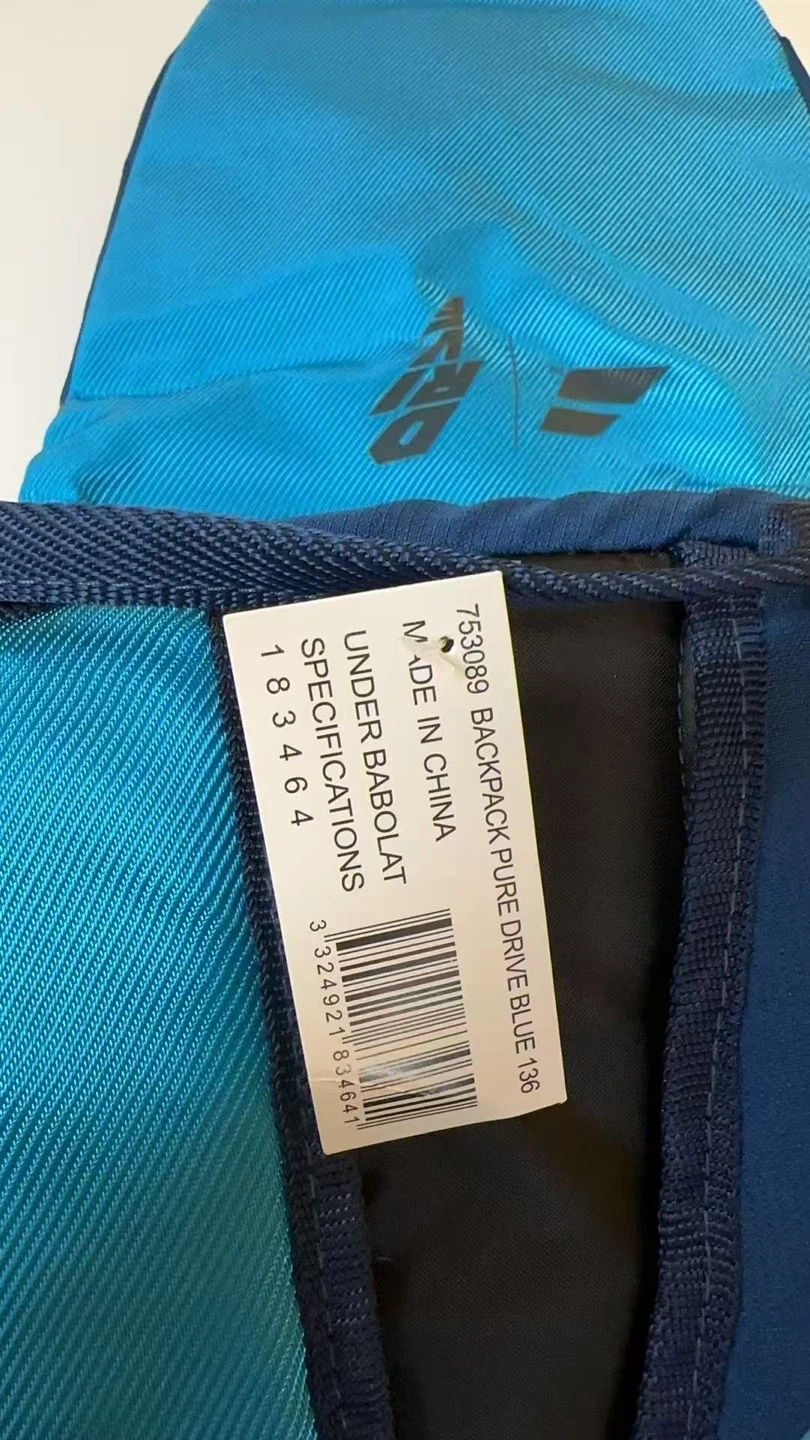 753089 BACKPACK PURE DRIVE BLUE 136
MADE IN CHINA
UNDER BABOLAT
SPECIFICATIONS
1 8 3 4 6 4
3 324921 834641